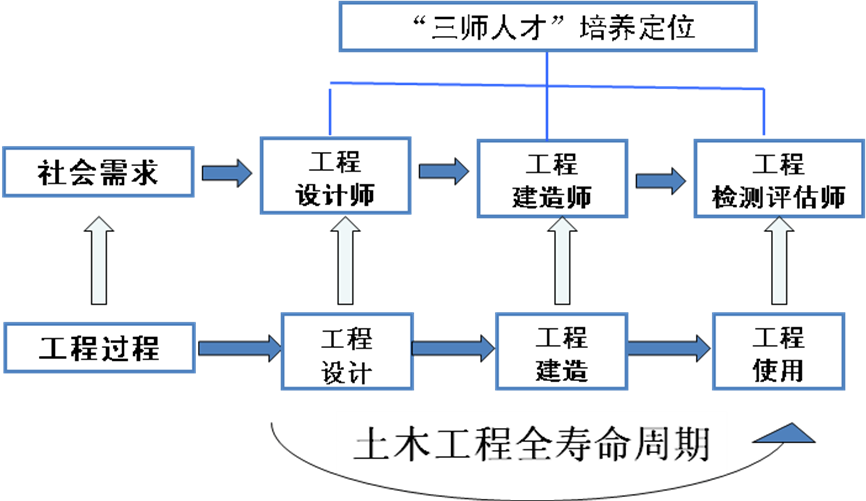 “三师人才”培养定位
社会需求
工程
设计师
工程
建造师
工程
检测评估师
工程过程
工程
设计
工程
建造
工程
使用
土木工程全寿命周期